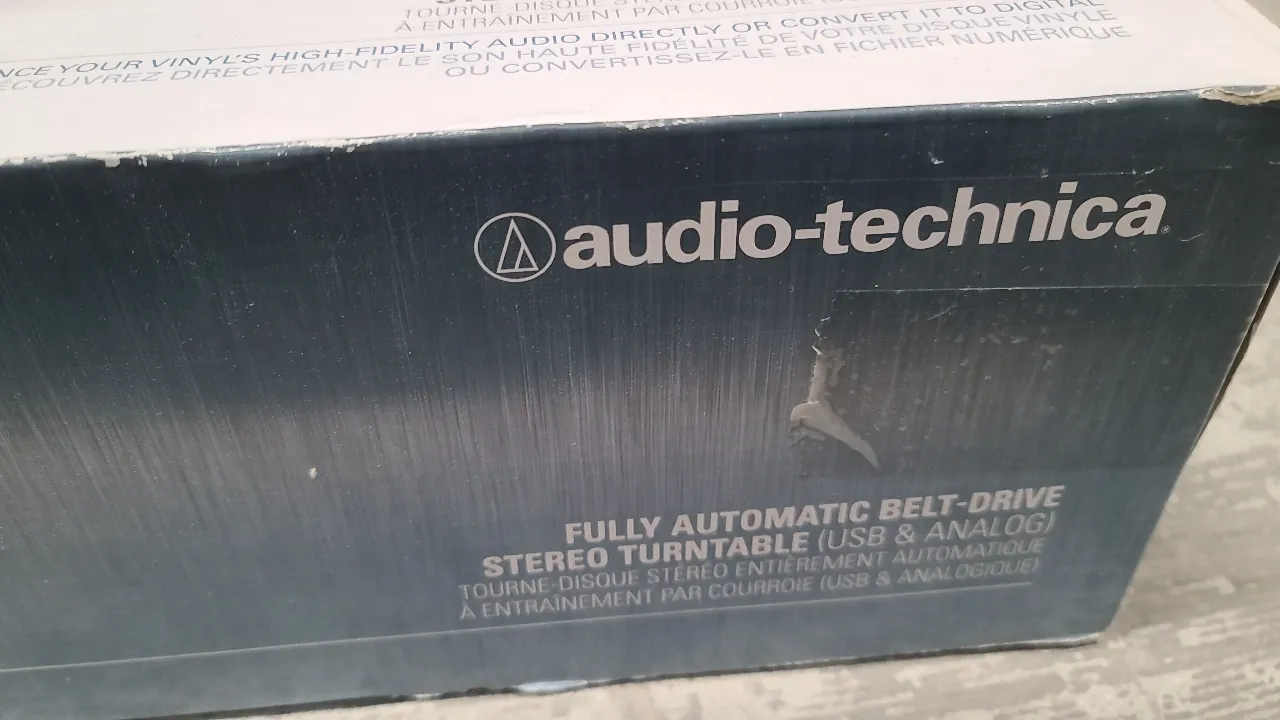 TOURNE-DISQUE
À ENTRAÎNEMENT PAR COURROIE
YOUR VINYL'S HIGH-FIDELITY AUDIO DIRECTLY OR CONVERT IT TO DIGITAL
DIRECTEMENT LE SON HAUTE FIDÉLITÉ DE VOTRE DISQUE VINYLE
OU CONVERTISSEZ-LE EN FICHIER NUMÉRIQUE
audio-technica®
FULLY AUTOMATIC BELT-DRIVE
STEREO TURNTABLE (USB & ANALOG)
TOURNE-DISQUE STÉRÉO ENTIÈREMENT AUTOMATIQUE
À ENTRAÎNEMENT PAR COURROIE (USB & ANALOGIQUE)